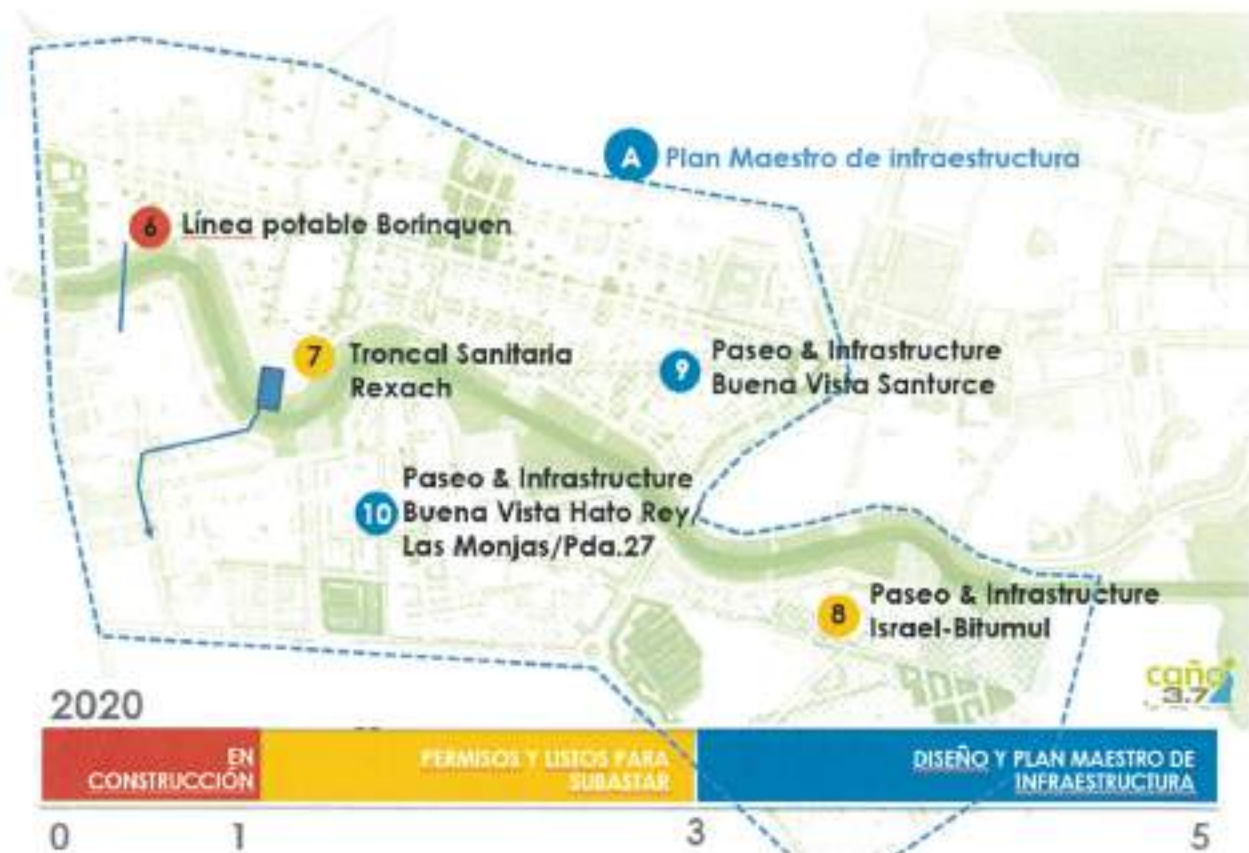 A Plan Maestro de infraestructura
6 Línea potable Borinquen
7 Troncal Sanitaria
Rexach
9 Paseo & Infrastructure
Buena Vista Santurce
10 Paseo & Infrastructure
Buena Vista Hato Rey/
Las Monjas/Pda.27
8 Paseo & Infrastructure
Israel-Bitumul
caño
3.7
2020
EN
CONSTRUCCIÓN
PERMISOS Y LISTOS PARA
SUBASTAR
DISEÑO Y PLAN MAESTRO DE
INFRAESTRUCTURA
0 1 3 5